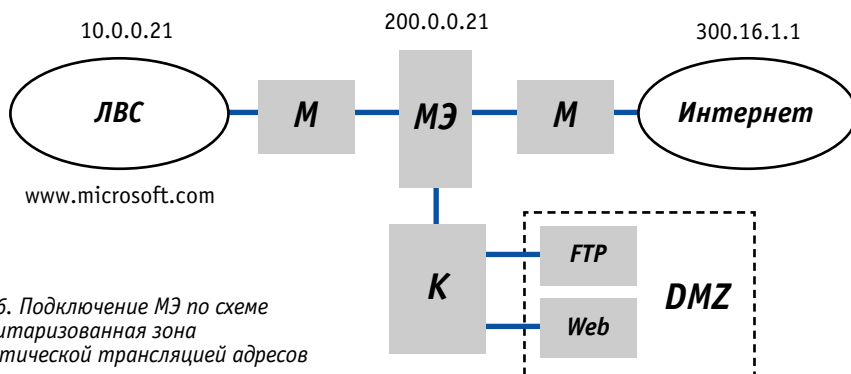 10.0.0.21
200.0.0.21
300.16.1.1
ЛВС
М
МЭ
М
Интернет
www.microsoft.com
К
FTP
Web
DMZ
б. Подключение МЭ по схеме
итаризованная зона
тической трансляцией адресов